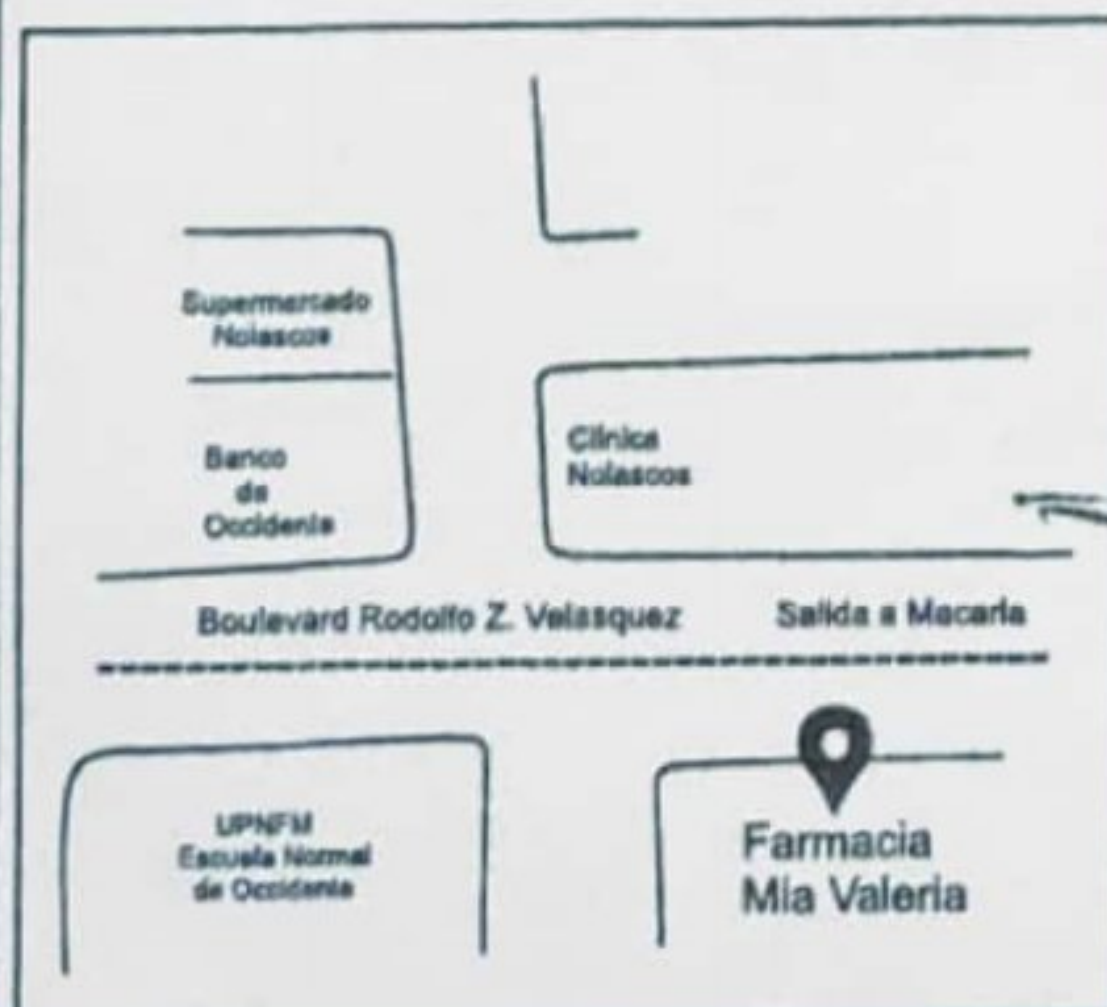 Supermercado
Nolascos
Banco
de
Occidente
Clinica
Nolascos
Boulevard Rodolfo Z. Velasquez
Salida a Macaria
UPNFM
Escuela Normal
de Occidente
Farmacia
Mia Valeria